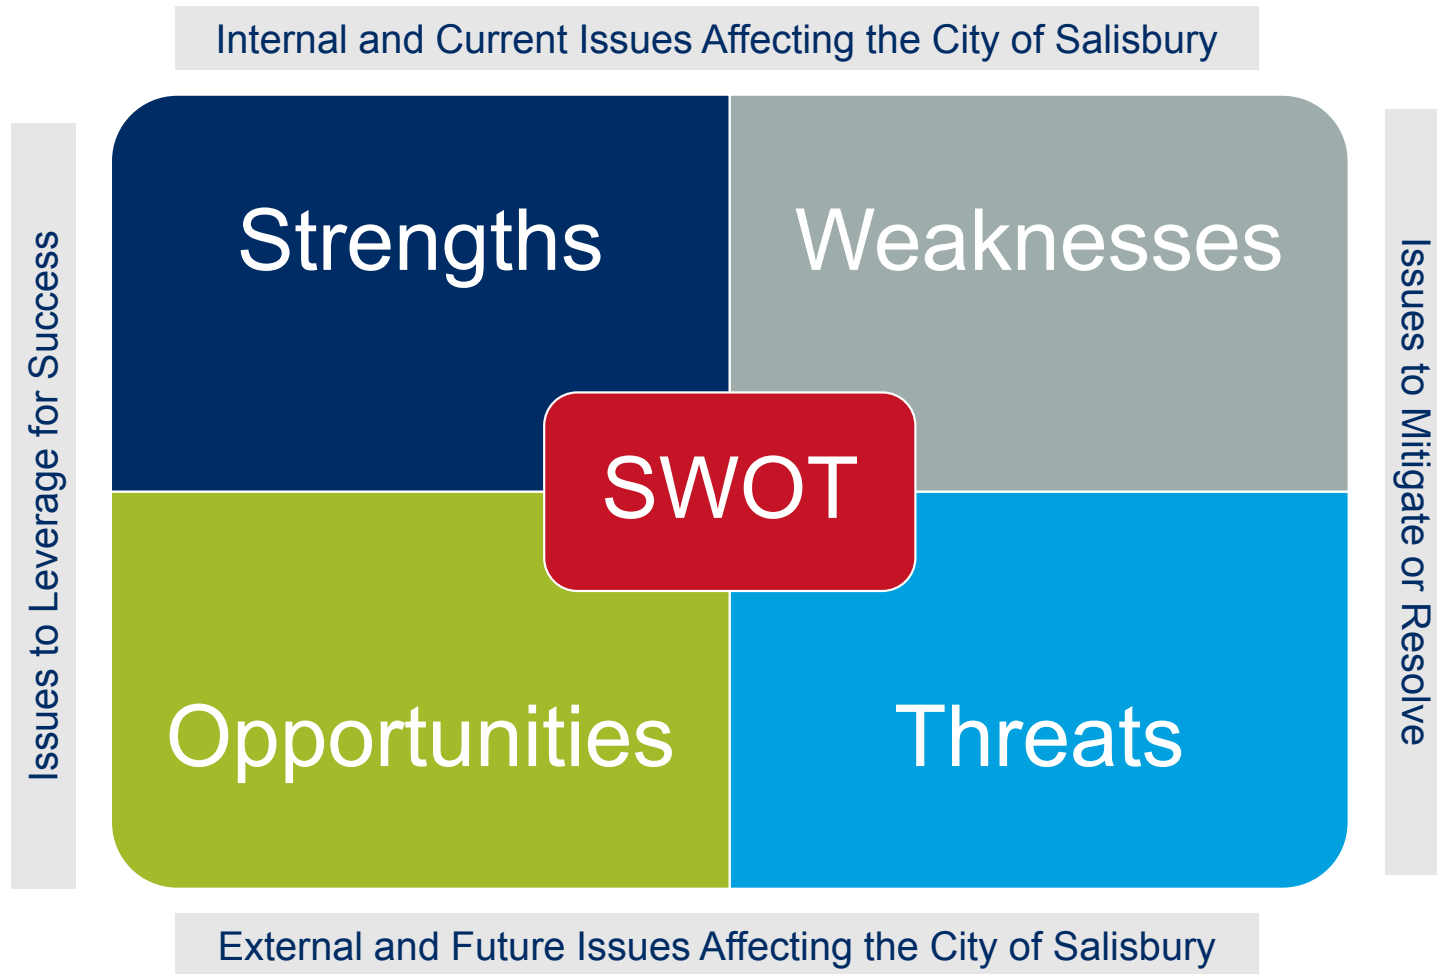 Internal and Current Issues Affecting the City of Salisbury
Issues to Leverage for Success
Strengths
Weaknesses
SWOT
Opportunities
Threats
Issues to Mitigate or Resolve
External and Future Issues Affecting the City of Salisbury